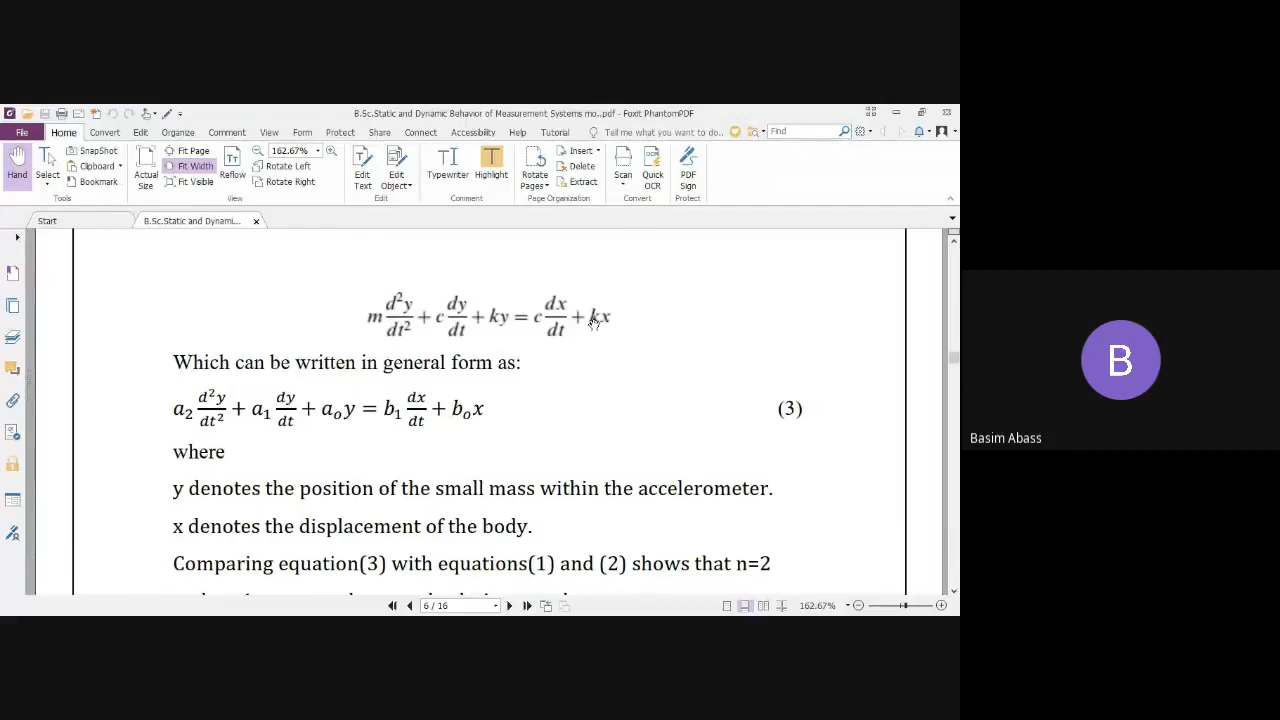 B.Sc.Static and Dynamic Bahavor of Measurement Systems mo...pdf - Foxit PhantomPDF
File Home Convert Edit Organize Comment View Form Protect Share Connect Accessibility Help Tutorial Tell me what you want to do.. Find
Hand
Select
SnapShot
Clipboard
Bookmark
Tools
Actual Size
Fit Page
Fit Width
Fit Visible
Reflow
162.67%
Rotate Left
Rotate Right
View
Edit Text
Edit Object
Edit
Typewriter
Highlight
Comment
Rotate Pages
Insert
Delete
Extract
Page Organization
Scan
Quick OCR
Convert
PDF Sign
Protect
Start B.Sc.Static and Dynami...
m d²y/dt² + c dy/dt + ky = c dx/dt + kx
Which can be written in general form as:
a₂ d²y/dt² + a₁ dy/dt + aₒy = b₁ dx/dt + bₒx (3)
where
y denotes the position of the small mass within the accelerometer.
x denotes the displacement of the body.
Comparing equation(3) with equations(1) and (2) shows that n=2
6 / 16 162.67%
B
Basim Abass